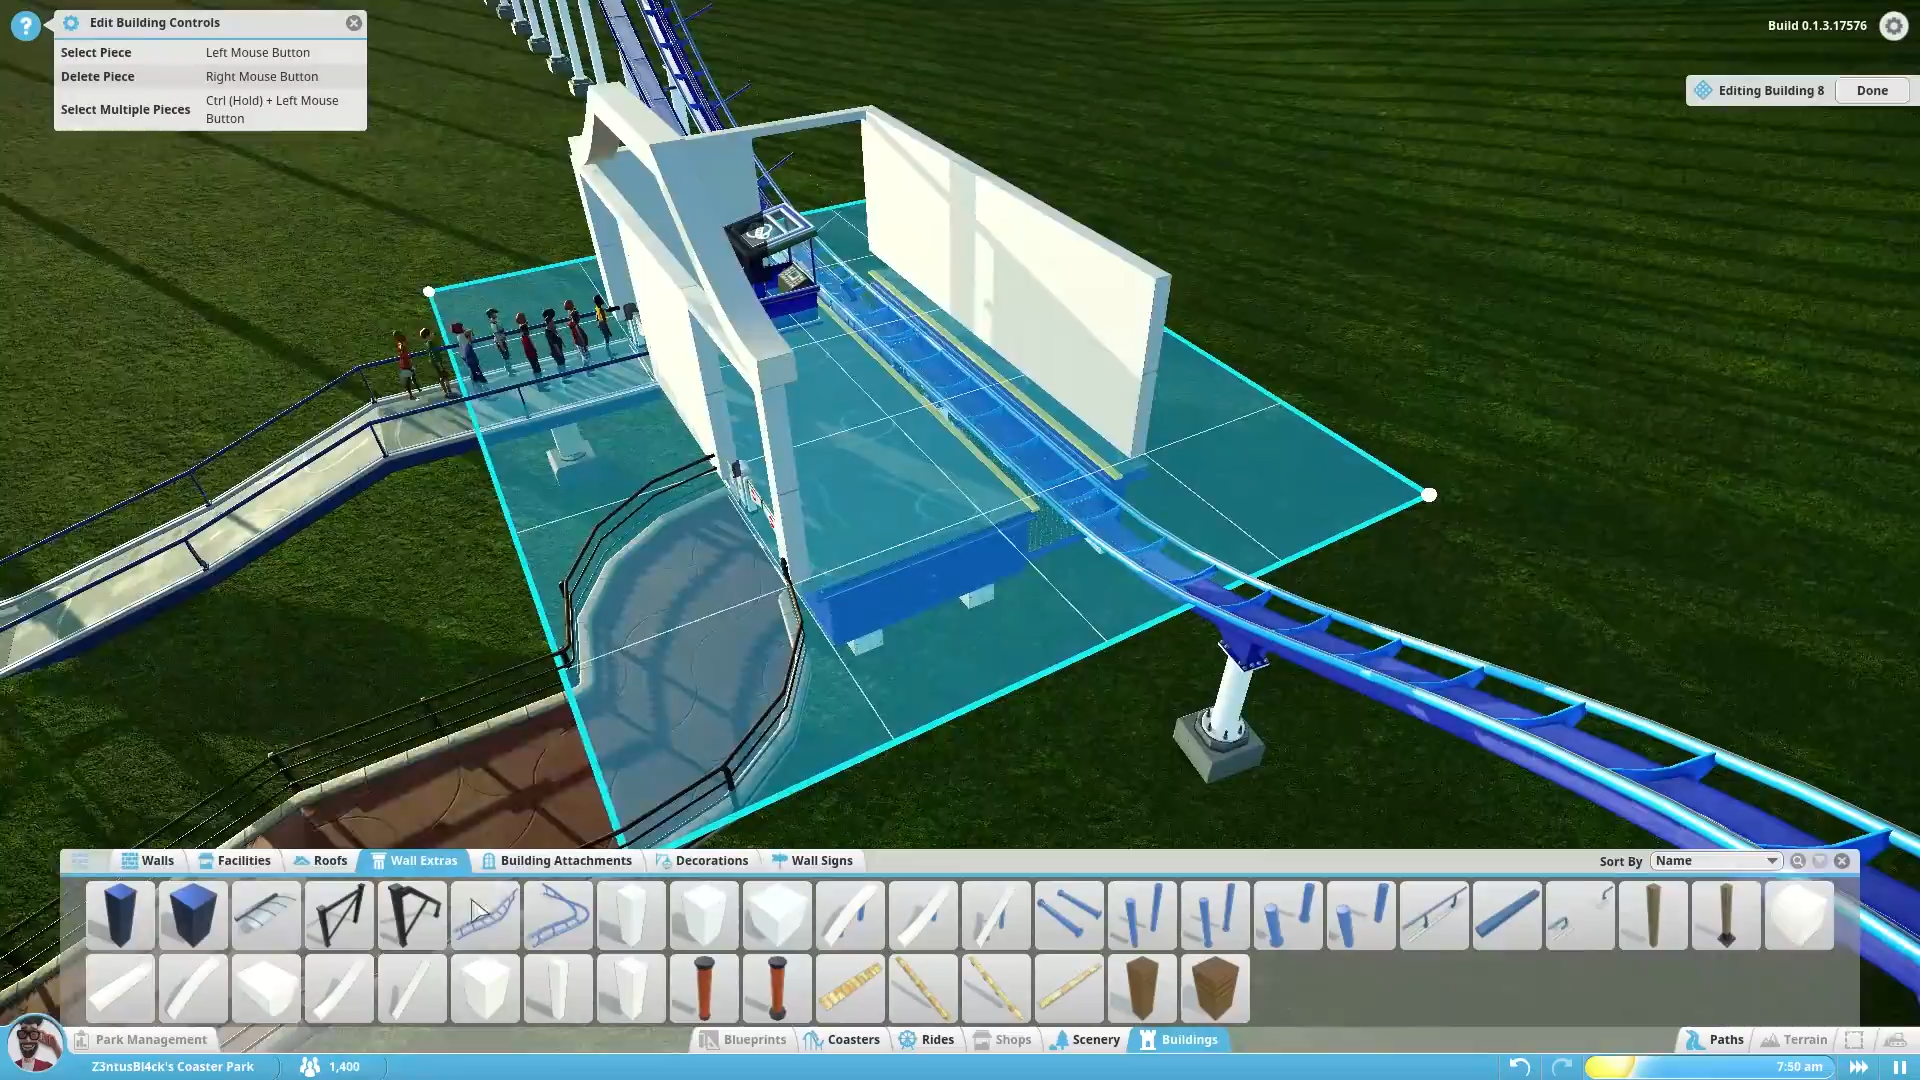 ?
Edit Building Controls
Select Piece Left Mouse Button
Delete Piece Right Mouse Button
Select Multiple Pieces Ctrl (Hold) + Left Mouse
Button
Build 0.1.3.17576
Editing Building 8 Done
Walls Facilities Roofs Wall Extras Building Attachments Decorations Wall Signs Sort By Name
Park Management Blueprints Coasters Rides Shops Scenery Buildings Paths Terrain
Z3ntusBl4ck's Coaster Park 1,400 7:50 am